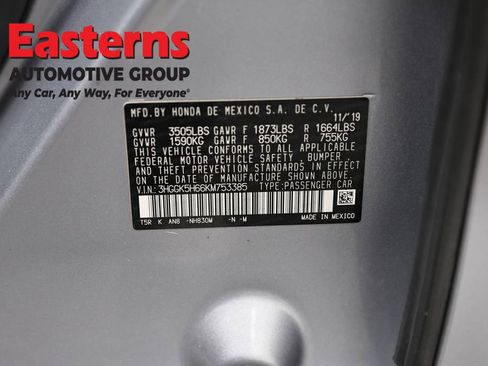 Easterns
AUTOMOTIVE GROUP
Any Car, Any Way, For Everyone®
MFD.BY HONDA DE MEXICO S.A. DE C.V.
11/'19
GVWR 3505LBS GAWR F 1873LBS R 1664LBS
GVWR 1590KG GAWR F 850KG R 755KG
THIS VEHICLE CONFORMS TO ALL APPLICABLE
FEDERAL MOTOR VEHICLE SAFETY, BUMPER,
AND THEFT PREVENTION STANDARDS IN EFFECT
ON THE DATE OF MANUFACTURE SHOWN ABOVE.
V.I.N: 3HGGK5H66KM753385 TYPE:PASSENGER CAR
T5R K AN8 -NH830M -N -M MADE IN MEXICO